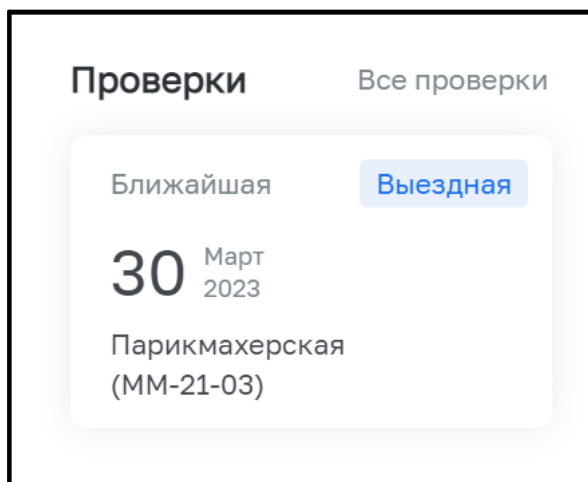 Проверки Все проверки
Ближайшая Выездная
30 Март
2023
Парикмахерская
(ММ-21-03)